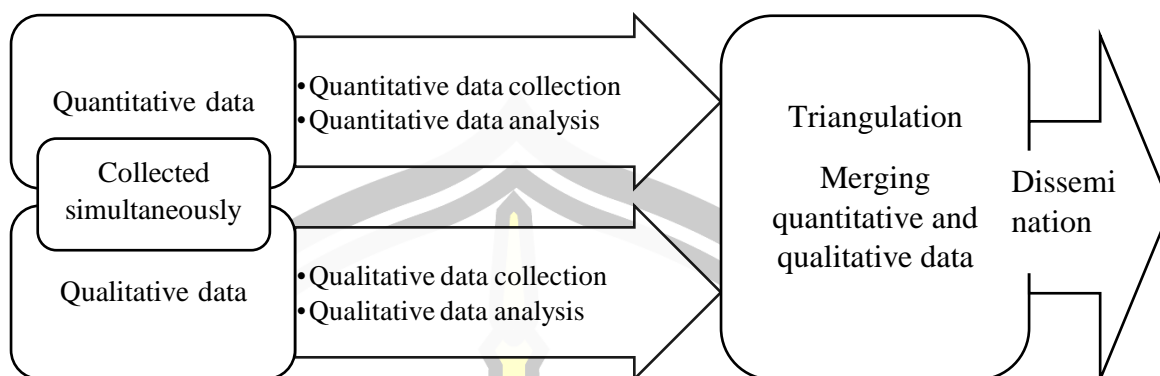 Quantitative data
•Quantitative data collection
•Quantitative data analysis
Collected
simultaneously
Qualitative data
•Qualitative data collection
•Qualitative data analysis
Triangulation
Merging
quantitative and
qualitative data
Dissemi
nation